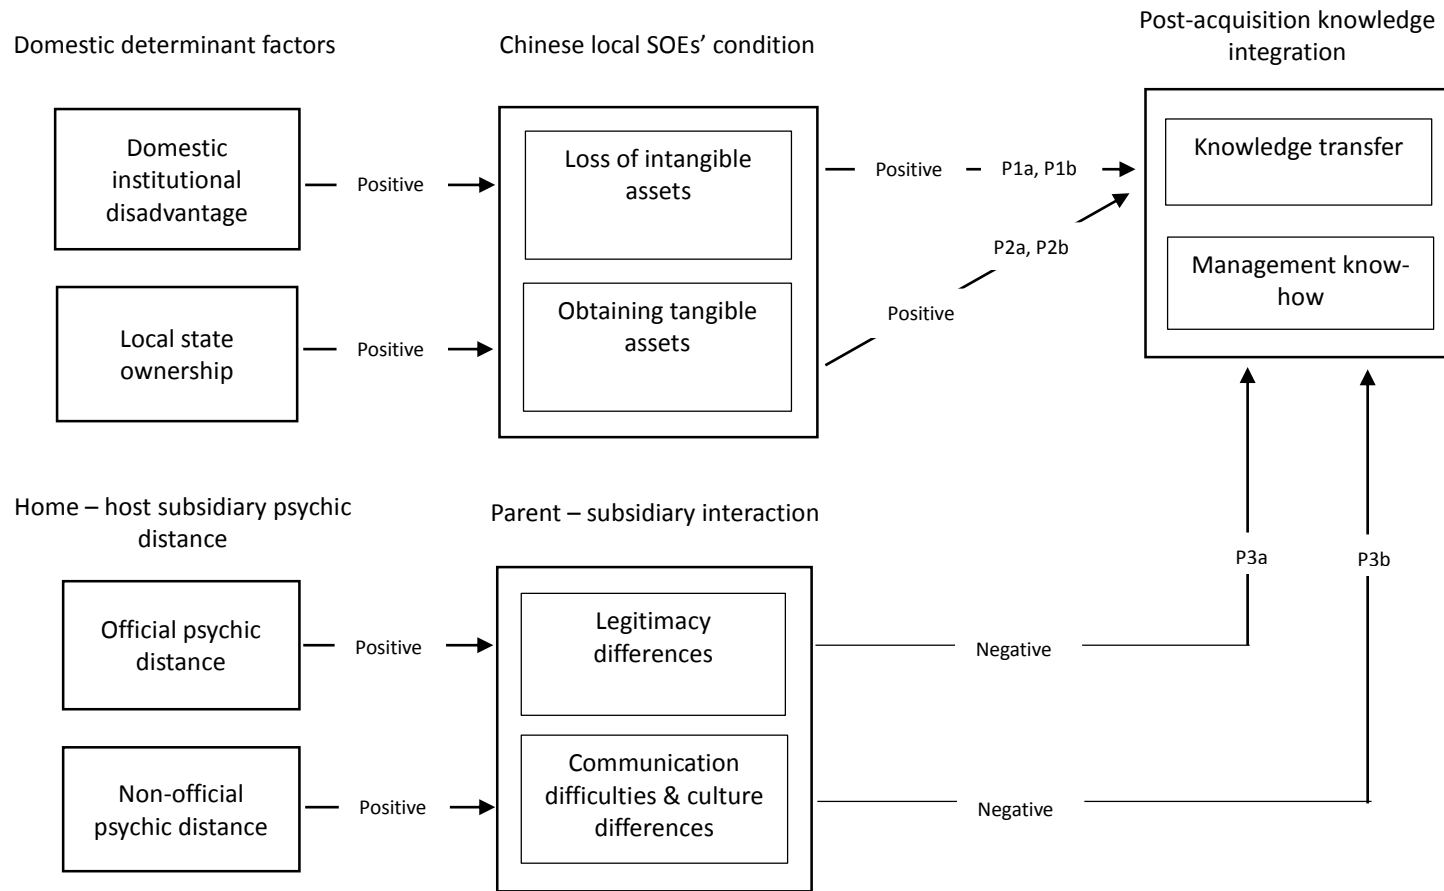 Domestic determinant factors
Chinese local SOEs’ condition
Post-acquisition knowledge
integration
Domestic
institutional
disadvantage
Positive
Loss of intangible
assets
Positive
P1a, P1b
Knowledge transfer
Local state
ownership
Positive
Obtaining tangible
assets
Positive
P2a, P2b
Management know-
how
Home – host subsidiary psychic
distance
Parent – subsidiary interaction
Official psychic
distance
Positive
Legitimacy
differences
Negative
P3a
Non-official
psychic distance
Positive
Communication
difficulties & culture
differences
Negative
P3b